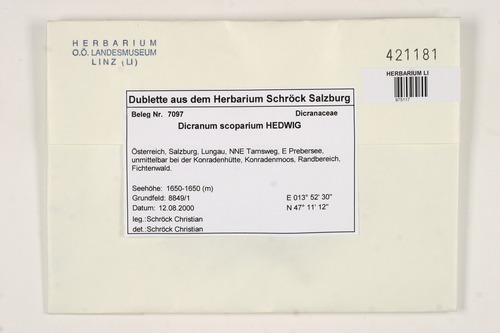 HERBARIUM
O.Ö. LANDESMUSEUM
LINZ (LI)
421181
HERBARIUM LI
975117
Dublette aus dem Herbarium Schröck Salzburg
Beleg Nr. 7097 Dicranaceae
Dicranum scoparium HEDWIG
Österreich, Salzburg, Lungau, NNE Tamsweg, E Prebersee,
unmittelbar bei der Konradenhütte, Konradenmoos, Randbereich,
Fichtenwald.
Seehöhe: 1650-1650 (m) E 013° 52' 30"
Grundfeld: 8849/1
Datum: 12.08.2000 N 47° 11' 12"
leg.:Schröck Christian
det.:Schröck Christian